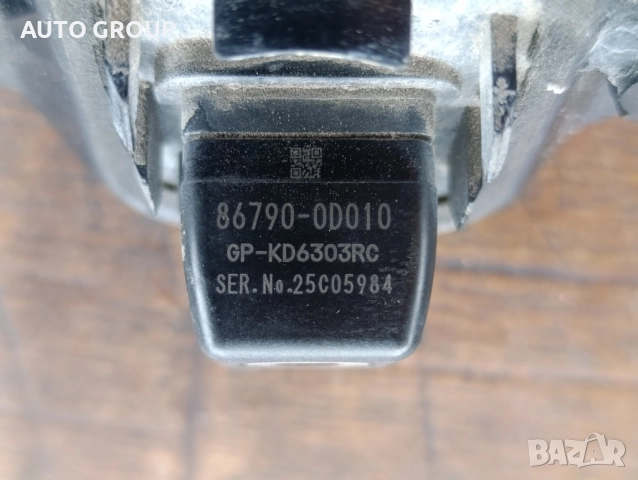 AUTO GROUP
86790-0D010
GP-KD6303RC
SER.No.25C05984
BAZAR